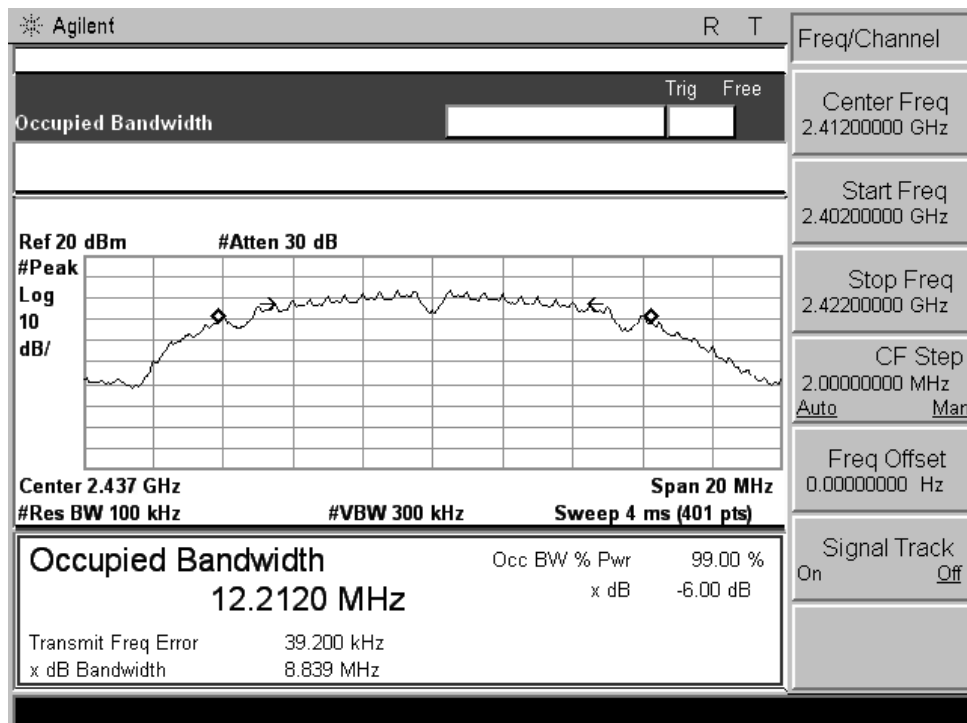 Agilent R T
Trig Free
Occupied Bandwidth
Ref 20 dBm #Atten 30 dB
#Peak
Log
10
dB/
Center 2.437 GHz Span 20 MHz
#Res BW 100 kHz #VBW 300 kHz Sweep 4 ms (401 pts)
Occupied Bandwidth
12.2120 MHz
Occ BW % Pwr 99.00 %
x dB -6.00 dB
Transmit Freq Error 39.200 kHz
x dB Bandwidth 8.839 MHz
Freq/Channel
Center Freq
2.41200000 GHz
Start Freq
2.40200000 GHz
Stop Freq
2.42200000 GHz
CF Step
2.00000000 MHz
Auto Man
Freq Offset
0.00000000 Hz
Signal Track
On Off